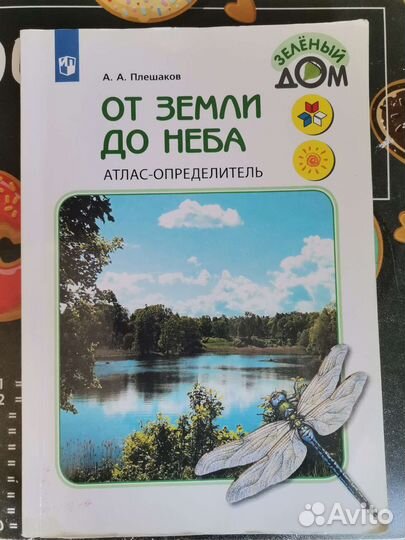 А. А. Плешаков
ЗЕЛЁНЫЙ
ДОМ
ОТ ЗЕМЛИ
ДО НЕБА
АТЛАС-ОПРЕДЕЛИТЕЛЬ
Avito